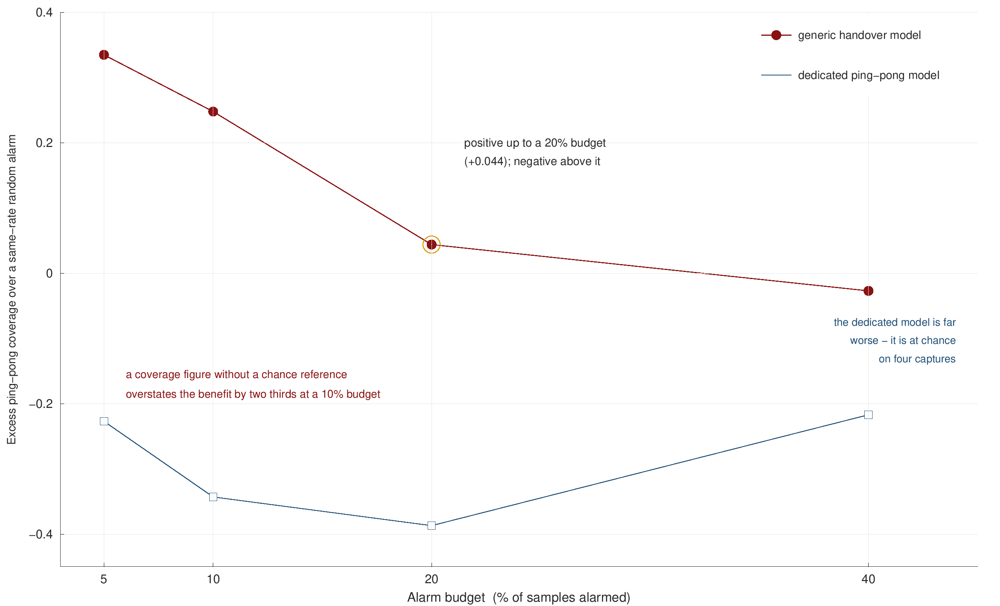 Excess ping–pong coverage over a same–rate random alarm
0.4
0.2
0
−0.2
−0.4
generic handover model
dedicated ping–pong model
positive up to a 20% budget
(+0.044); negative above it
the dedicated model is far
worse – it is at chance
on four captures
a coverage figure without a chance reference
overstates the benefit by two thirds at a 10% budget
5 10 20 40
Alarm budget (% of samples alarmed)